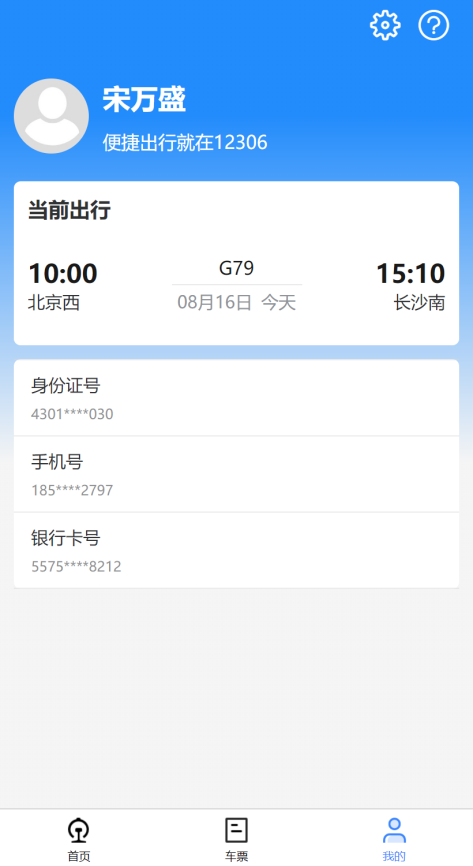 宋万盛
便捷出行就在12306
当前出行
10:00 G79 15:10
北京西 08月16日 今天 长沙南
身份证号
4301****030
手机号
185****2797
银行卡号
5575****8212
首页 车票 我的